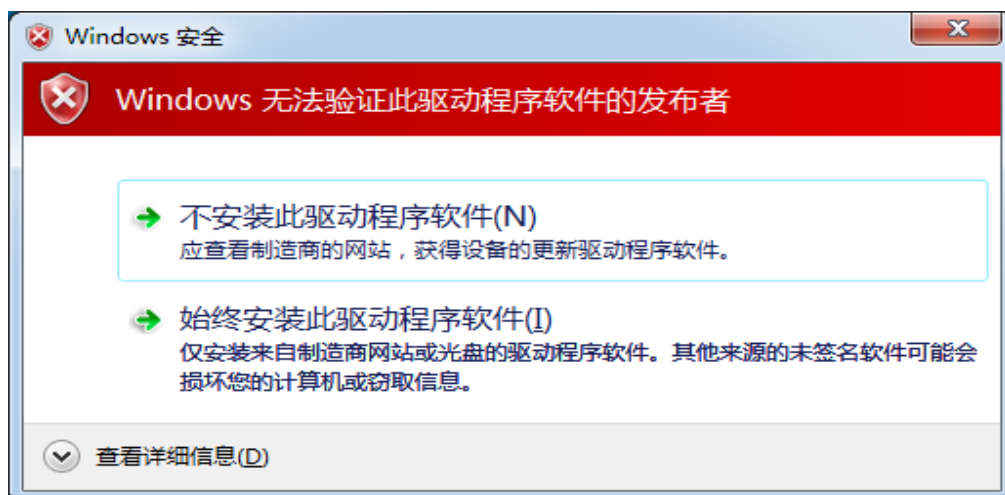 Windows 安全
Windows 无法验证此驱动程序软件的发布者
不安装此驱动程序软件(N)
应查看制造商的网站，获得设备的更新驱动程序软件。
始终安装此驱动程序软件(I)
仅安装来自制造商网站或光盘的驱动程序软件。其他来源的未签名软件可能会
损坏您的计算机或窃取信息。
查看详细信息(D)